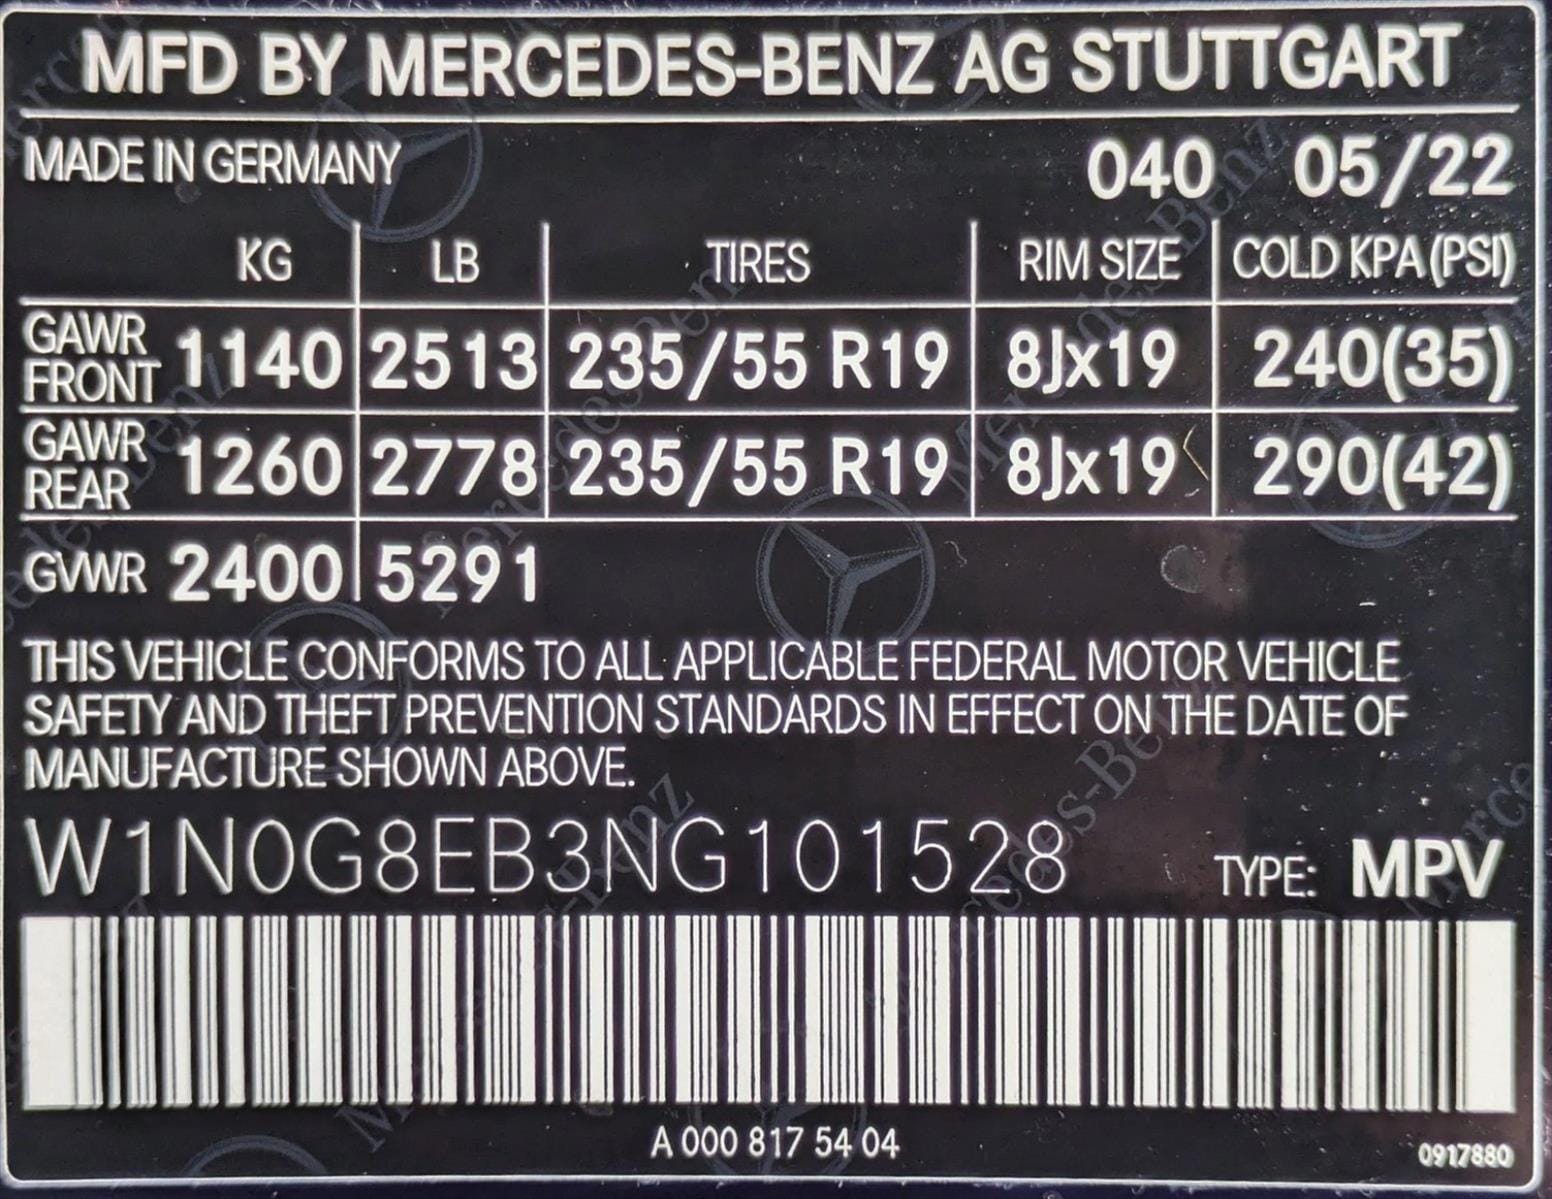 MFD BY MERCEDES-BENZ AG STUTTGART
MADE IN GERMANY 040 05/22
KG LB TIRES RIM SIZE COLD KPA (PSI)
GAWR FRONT 1140 2513 235/55 R19 8Jx19 240(35)
GAWR REAR 1260 2778 235/55 R19 8Jx19 290(42)
GVWR 2400 5291
THIS VEHICLE CONFORMS TO ALL APPLICABLE FEDERAL MOTOR VEHICLE
SAFETY AND THEFT PREVENTION STANDARDS IN EFFECT ON THE DATE OF
MANUFACTURE SHOWN ABOVE.
W1N0G8EB3NG101528 TYPE: MPV
A 000 817 54 04
0917880